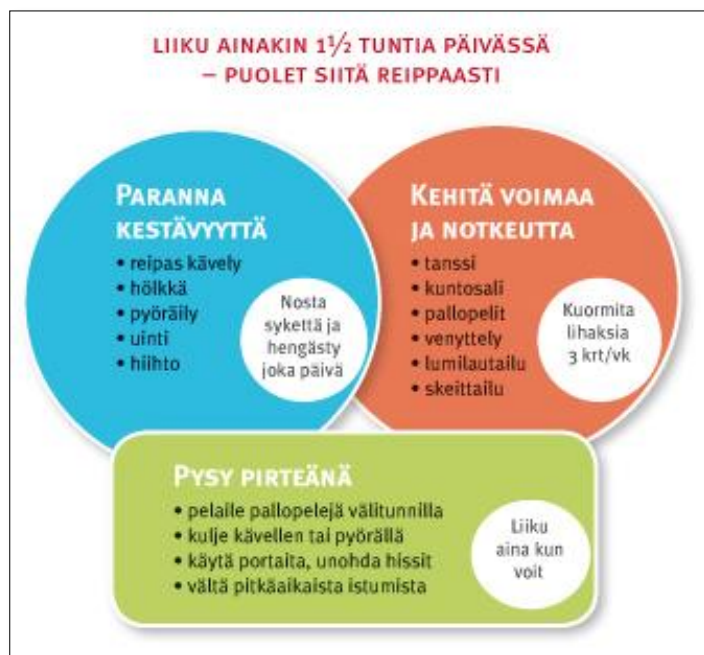 LIIKU AINAKIN 1½ TUNTIA PÄIVÄSSÄ
– PUOLET SIITÄ REIPPAASTI
PARANNA
KESTÄVYYTTÄ
• reipas kävely
• hölkkä
• pyöräily
• uinti
• hiihto
Nosta
sykettä ja
hengästy
joka päivä
KEHITÄ VOIMAA
JA NOTKEUTTA
• tanssi
• kuntosali
• pallopelit
• venyttely
• lumilautailu
• skeittailu
Kuormita
lihaksia
3 krt/vk
PYSY PIRTEÄNÄ
• pelaile pallopelejä välitunnilla
• kulje kävellen tai pyörällä
• käytä portaita, unohda hissit
• vältä pitkäaikaista istumista
Liiku
aina kun
voit